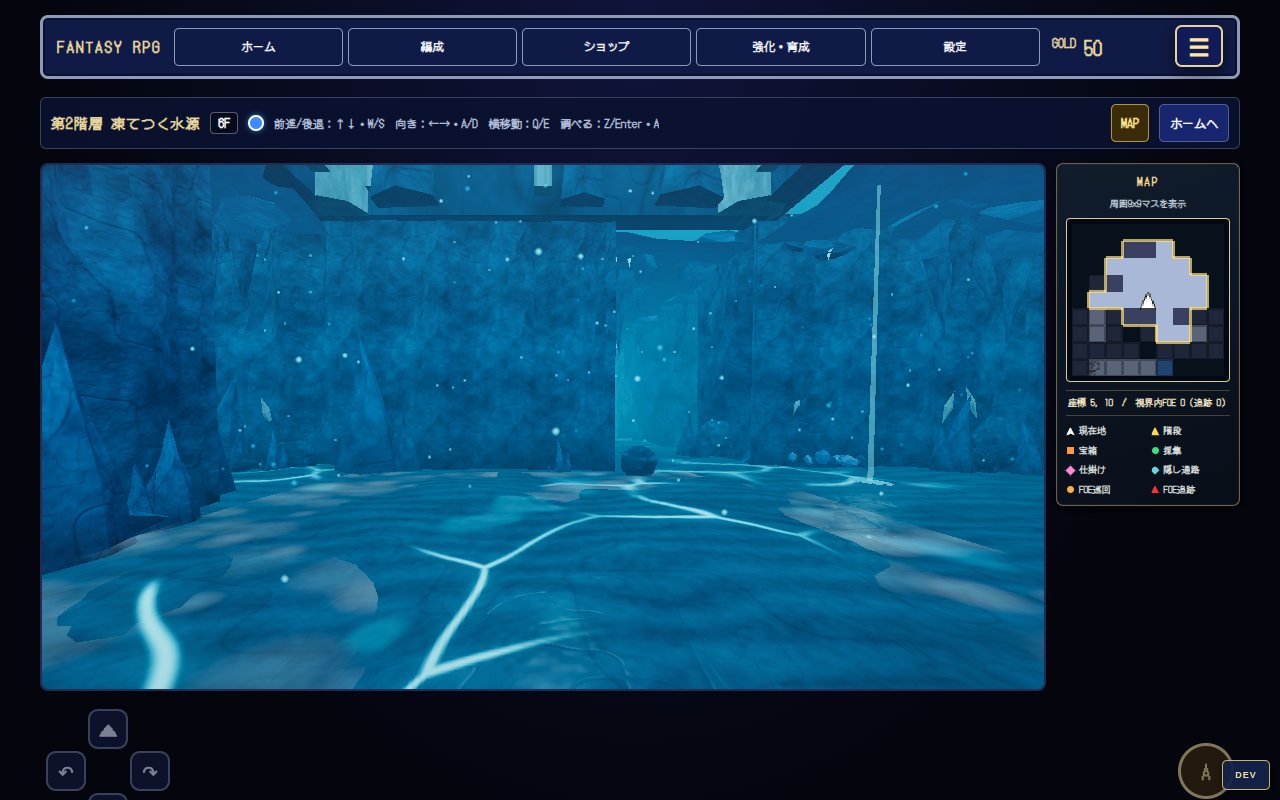 FANTASY RPG
ホーム
編成
ショップ
強化・育成
設定
GOLD 50
第2階層 凍てつく水源
6F
前進/後退：↑↓・W/S 向き：←→・A/D 横移動：Q/E 調べる：Z/Enter・A
MAP
ホームへ
MAP
周囲9x9マスを表示
座標 5, 10 / 視界内FOE 0 (追跡 0)
現在地
階段
宝箱
採集
仕掛け
隠し通路
FOE巡回
FOE追跡
A
DEV